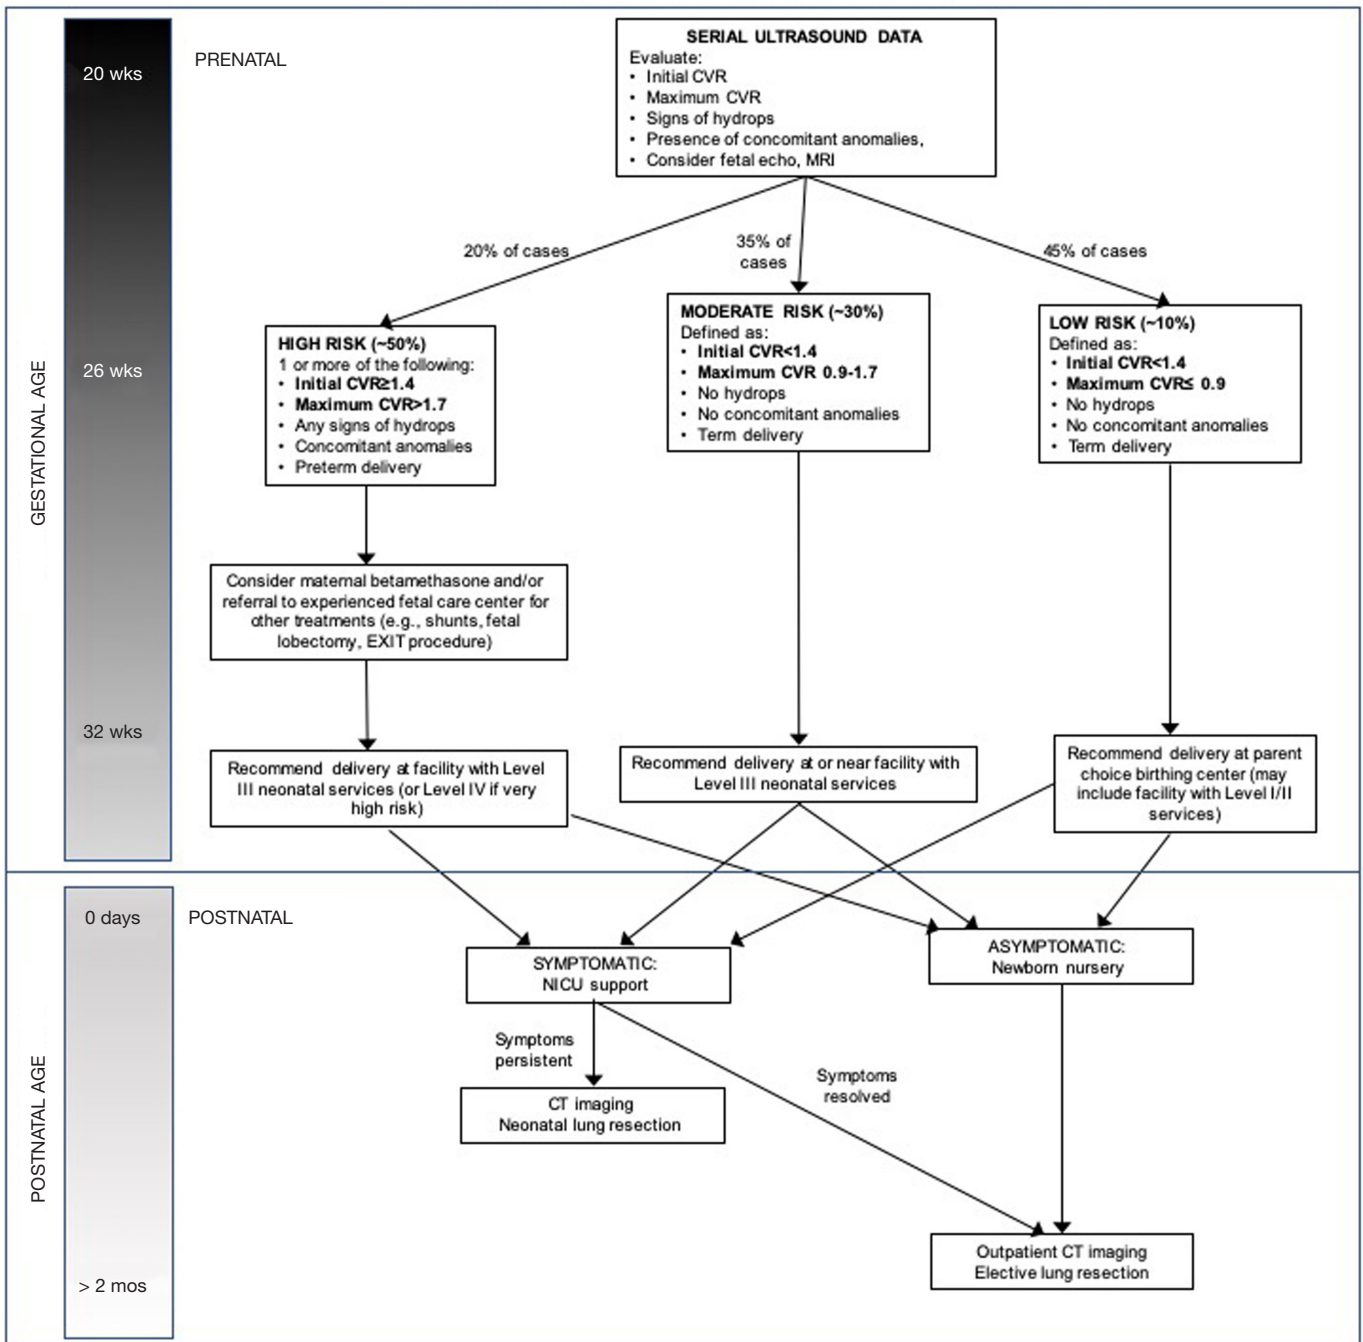 20 wks
PRENATAL
SERIAL ULTRASOUND DATA
Evaluate:
• Initial CVR
• Maximum CVR
• Signs of hydrops
• Presence of concomitant anomalies,
• Consider fetal echo, MRI
20% of cases
35% of
cases
45% of cases
HIGH RISK (~50%)
1 or more of the following:
• Initial CVR≥1.4
• Maximum CVR>1.7
• Any signs of hydrops
• Concomitant anomalies
• Preterm delivery
MODERATE RISK (~30%)
Defined as:
• Initial CVR<1.4
• Maximum CVR 0.9-1.7
• No hydrops
• No concomitant anomalies
• Term delivery
LOW RISK (~10%)
Defined as:
• Initial CVR<1.4
• Maximum CVR≤ 0.9
• No hydrops
• No concomitant anomalies
• Term delivery
26 wks
GESTATIONAL AGE
Consider maternal betamethasone and/or
referral to experienced fetal care center for
other treatments (e.g., shunts, fetal
lobectomy, EXIT procedure)
32 wks
Recommend delivery at facility with Level
III neonatal services (or Level IV if very
high risk)
Recommend delivery at or near facility with
Level III neonatal services
Recommend delivery at parent
choice birthing center (may
include facility with Level I/II
services)
0 days
POSTNATAL
SYMPTOMATIC:
NICU support
ASYMPTOMATIC:
Newborn nursery
Symptoms
persistent
Symptoms
resolved
CT imaging
Neonatal lung resection
POSTNATAL AGE
Outpatient CT imaging
Elective lung resection
> 2 mos